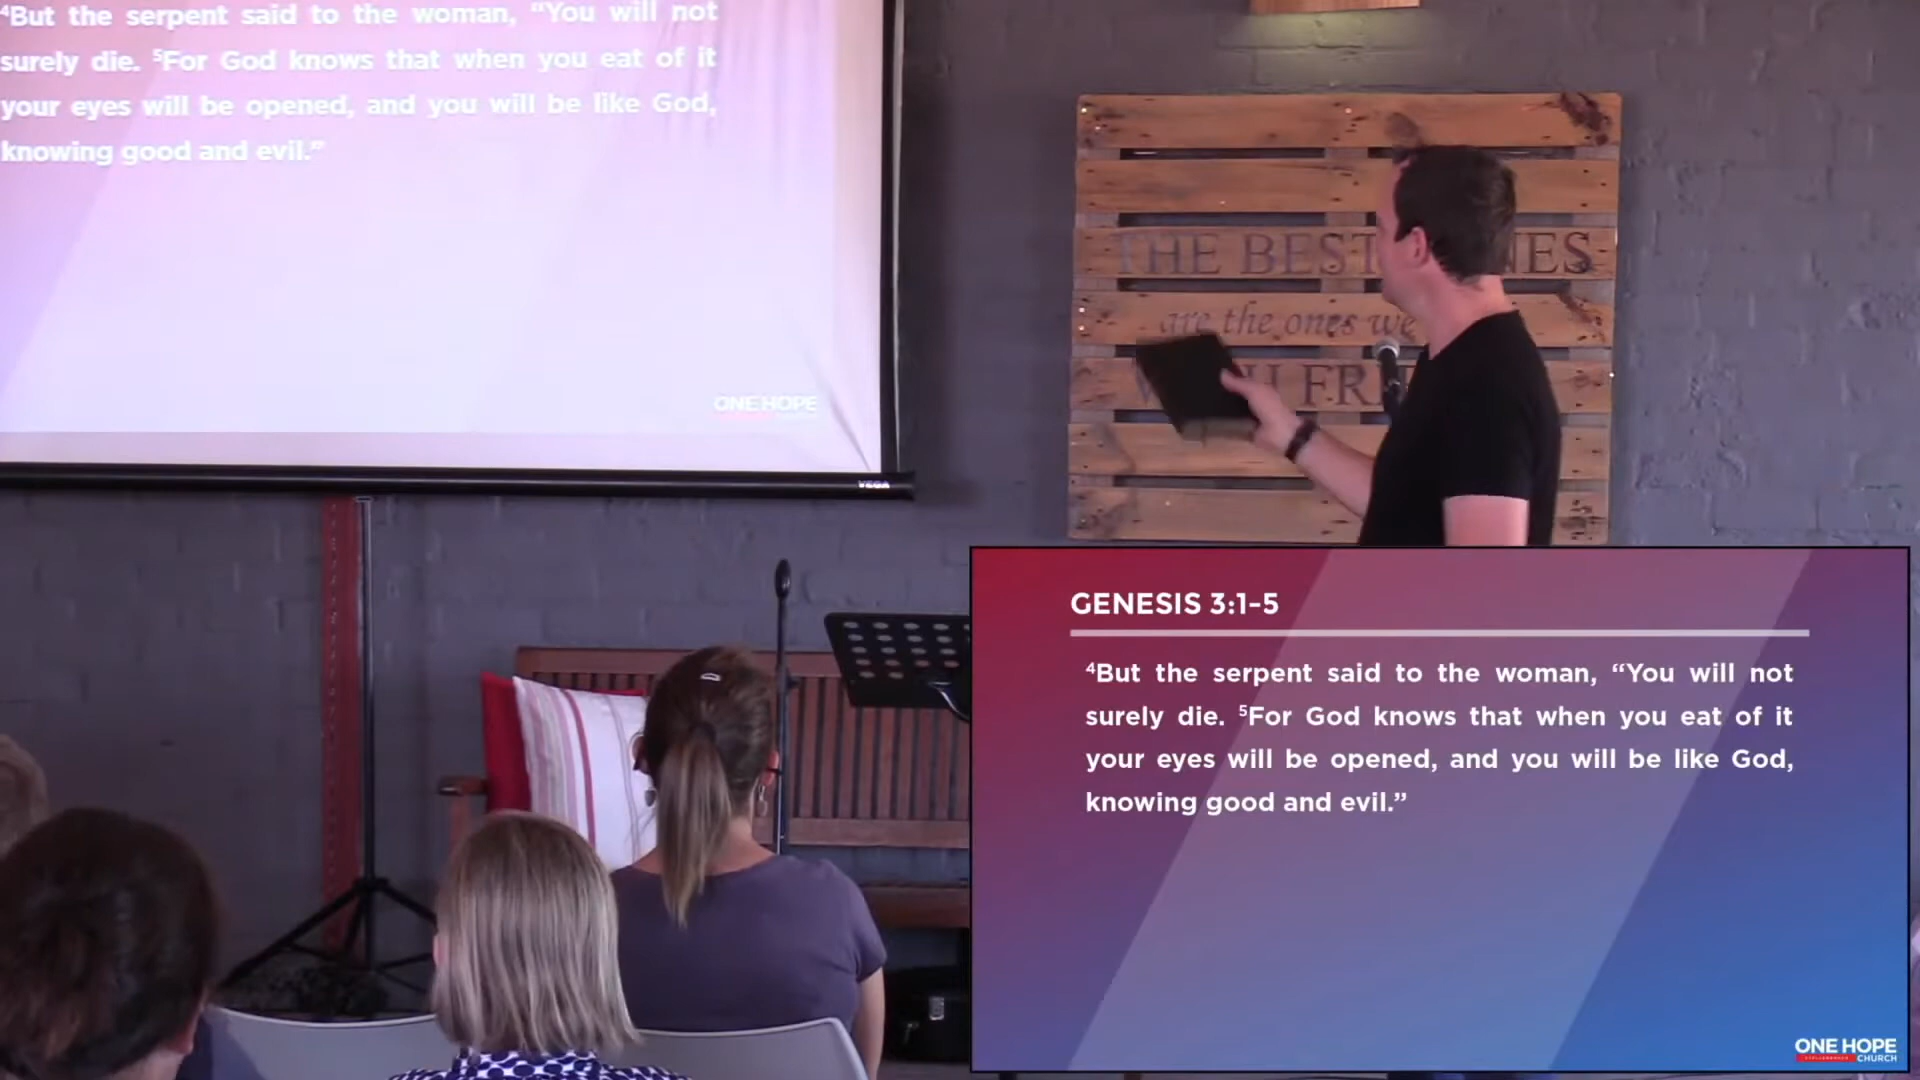 ⁴But the serpent said to the woman, “You will not
surely die. ⁵For God knows that when you eat of it
your eyes will be opened, and you will be like God,
knowing good and evil.”
ONE HOPE
VEGA
THE BEST
NES
are the ones we
FRI
GENESIS 3:1-5
⁴But the serpent said to the woman, “You will not
surely die. ⁵For God knows that when you eat of it
your eyes will be opened, and you will be like God,
knowing good and evil.”
ONE HOPE
CHURCH